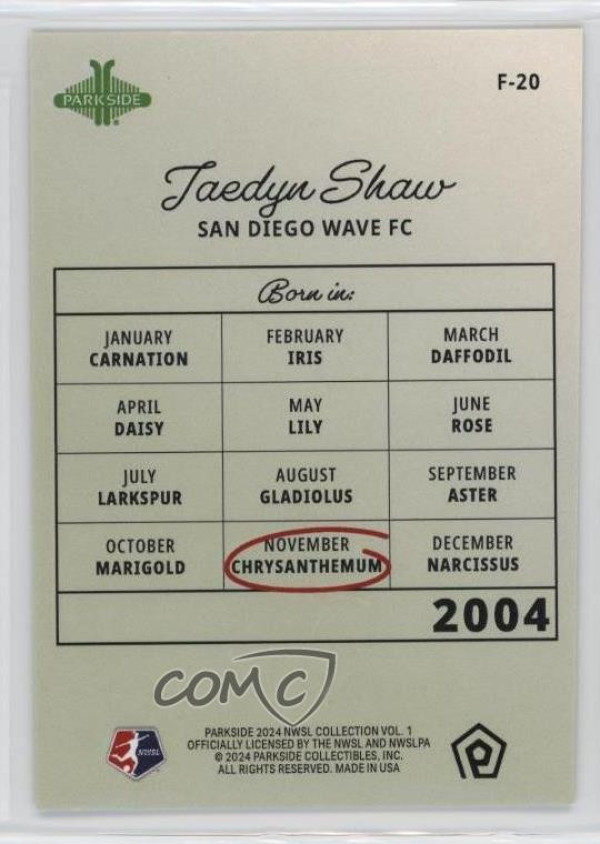 PARKSIDE
F-20
Jaedyn Shaw
SAN DIEGO WAVE FC
Born in:
JANUARY
CARNATION
FEBRUARY
IRIS
MARCH
DAFFODIL
APRIL
DAISY
MAY
LILY
JUNE
ROSE
JULY
LARKSPUR
AUGUST
GLADIOLUS
SEPTEMBER
ASTER
OCTOBER
MARIGOLD
NOVEMBER
CHRYSANTHEMUM
DECEMBER
NARCISSUS
2004
COMC
NWSL
PARKSIDE 2024 NWSL COLLECTION VOL. 1
OFFICIALLY LICENSED BY THE NWSL AND NWSLPA
© 2024 PARKSIDE COLLECTIBLES, INC.
ALL RIGHTS RESERVED. MADE IN USA